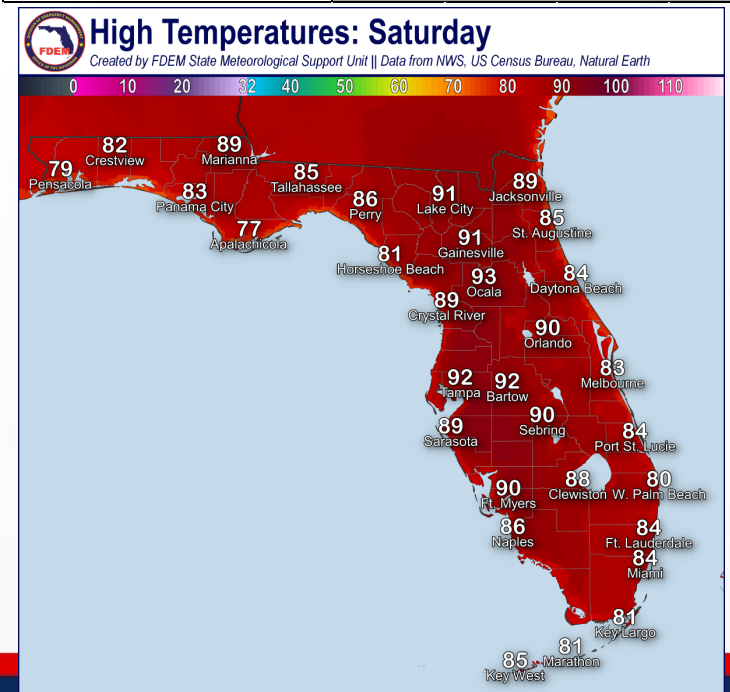 High Temperatures: Saturday
FDEM
Created by FDEM State Meteorological Support Unit || Data from NWS, US Census Bureau, Natural Earth
0 10 20 32 40 50 60 70 80 90 100 110
82
Crestview
89
Marianna
79
Pensacola
83
Panama City
85
Tallahassee
77
Apalachicola
86
Perry
91
Lake City
89
Jacksonville
85
St. Augustine
91
Gainesville
81
Horseshoe Beach
93
Ocala
84
Daytona Beach
89
Crystal River
90
Orlando
92
Tampa
92
Bartow
83
Melbourne
89
Sarasota
90
Sebring
84
Port St. Lucie
90
Ft. Myers
88
Clewiston
80
W. Palm Beach
86
Naples
84
Ft. Lauderdale
84
Miami
81
Key Largo
81
Marathon
85
Key West